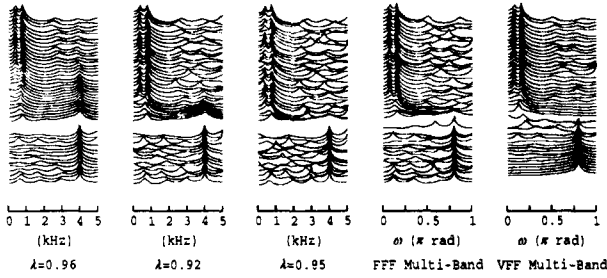 0 1 2 3 4 5 0 1 2 3 4 5 0 1 2 3 4 5 0 0.5 1 0 0.5 1
(kHz) (kHz) (kHz) ω (π rad) ω (π rad)
λ=0.96 λ=0.92 λ=0.85 FFF Multi-Band VFF Multi-Band